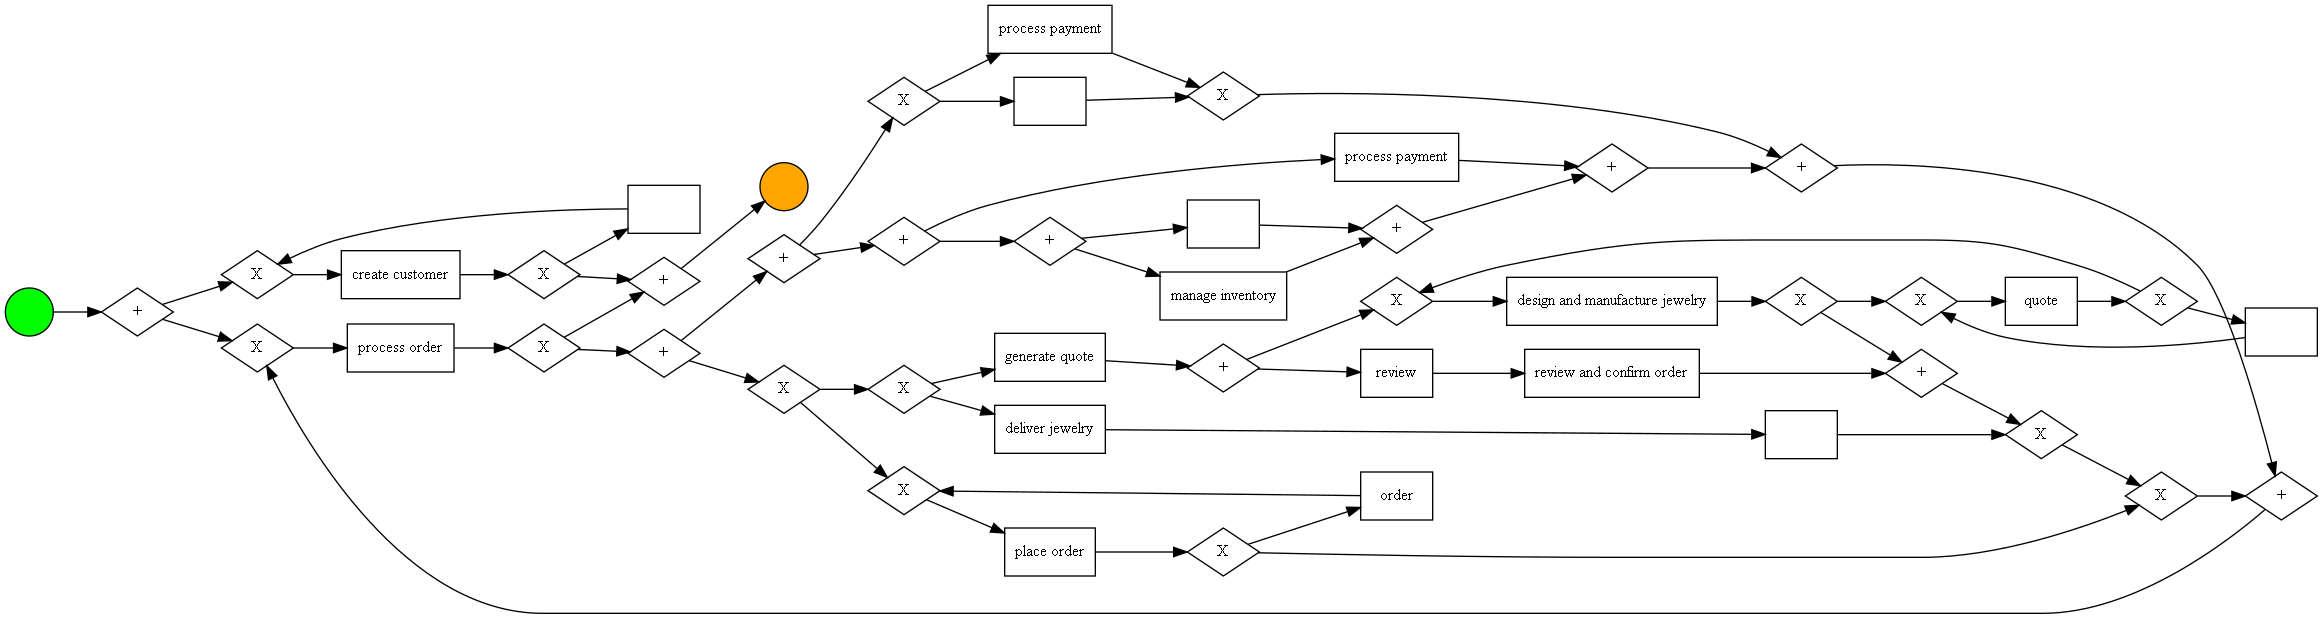 process payment
X
X
process payment
+
+
+
+
+
manage inventory
+
X
create customer
X
+
+
X
process order
X
+
X
design and manufacture jewelry
X
X
quote
X
X
X
generate quote
+
review
review and confirm order
+
deliver jewelry
X
X
order
X
+
place order
X